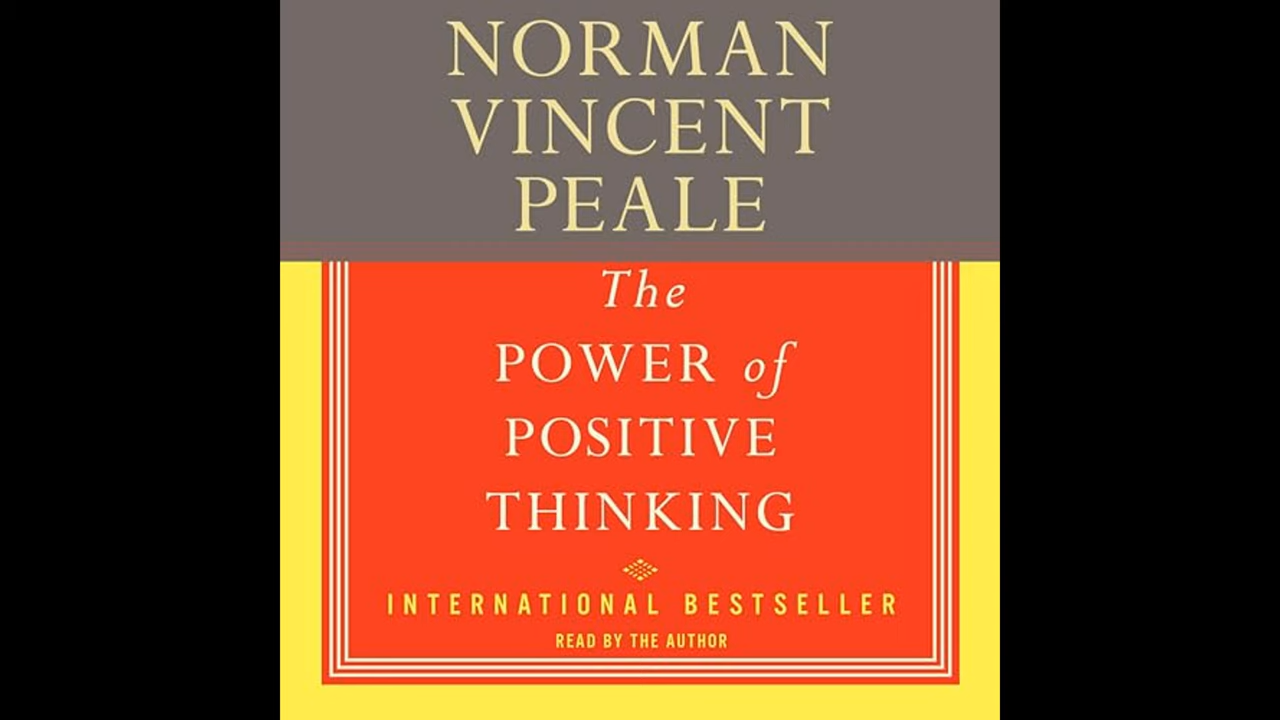 NORMAN
VINCENT
PEALE
The
POWER of
POSITIVE
THINKING
INTERNATIONAL BESTSELLER
READ BY THE AUTHOR